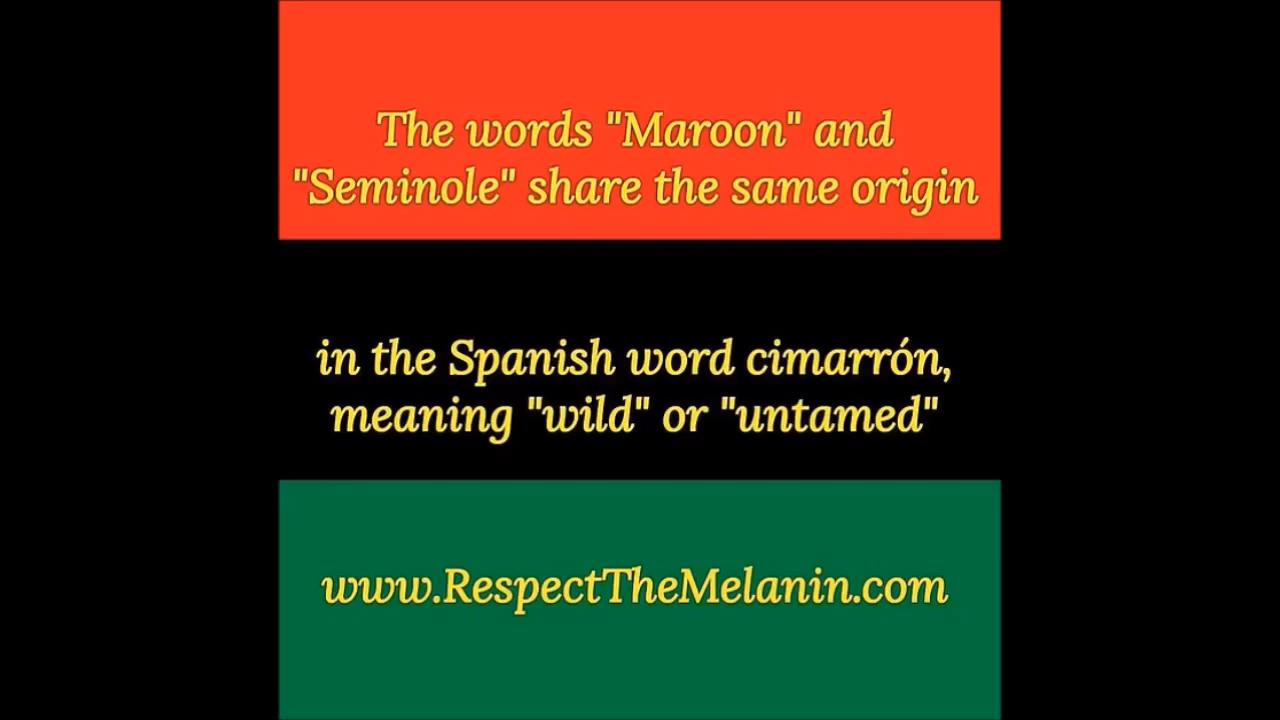 The words "Maroon" and
"Seminole" share the same origin
in the Spanish word cimarrón,
meaning "wild" or "untamed"
www.RespectTheMelanin.com